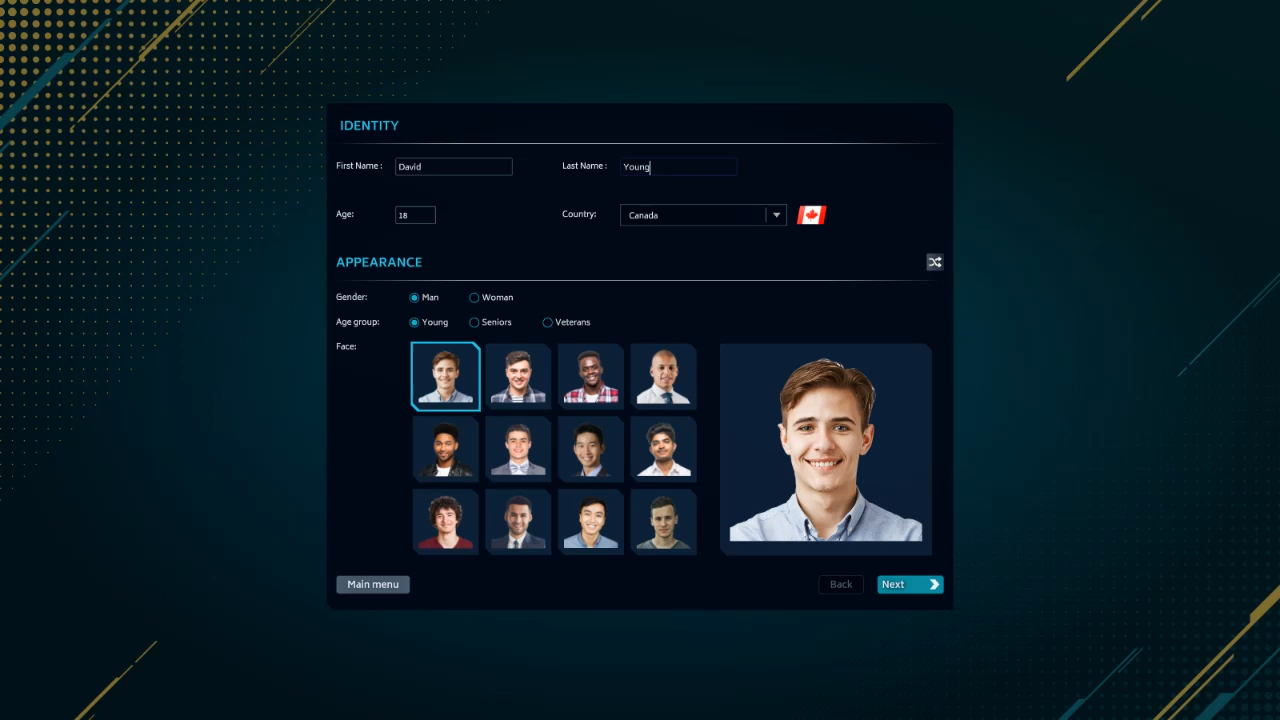 IDENTITY
First Name : David Last Name : Young
Age: 18 Country: Canada
APPEARANCE
Gender: Man Woman
Age group: Young Seniors Veterans
Face:
Main menu Back Next